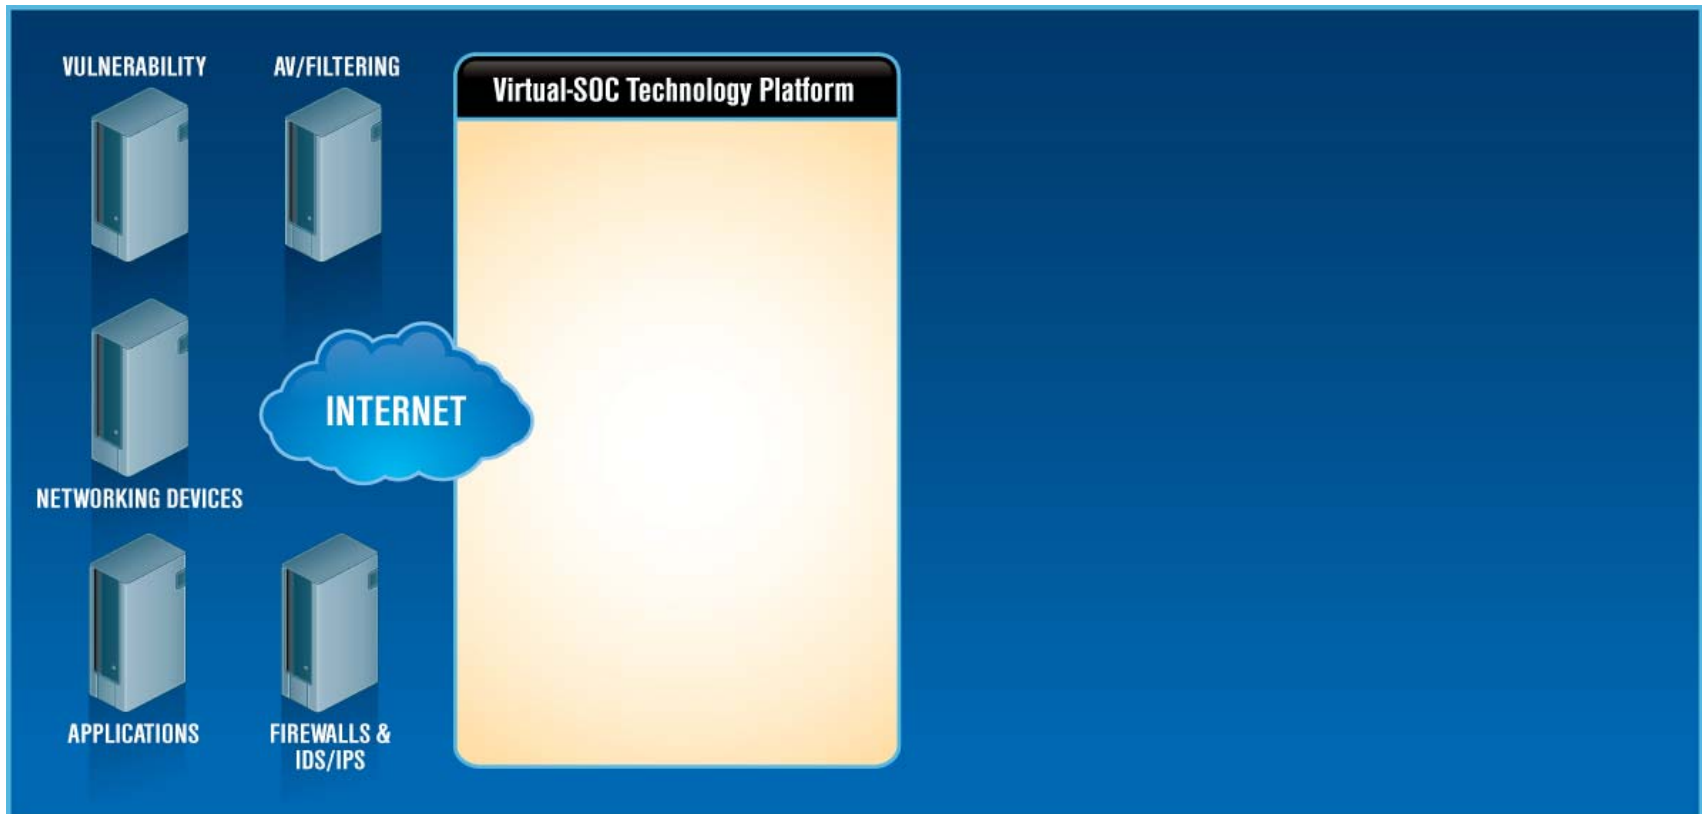 VULNERABILITY
AV/FILTERING
Virtual-SOC Technology Platform
INTERNET
NETWORKING DEVICES
APPLICATIONS
FIREWALLS &
IDS/IPS